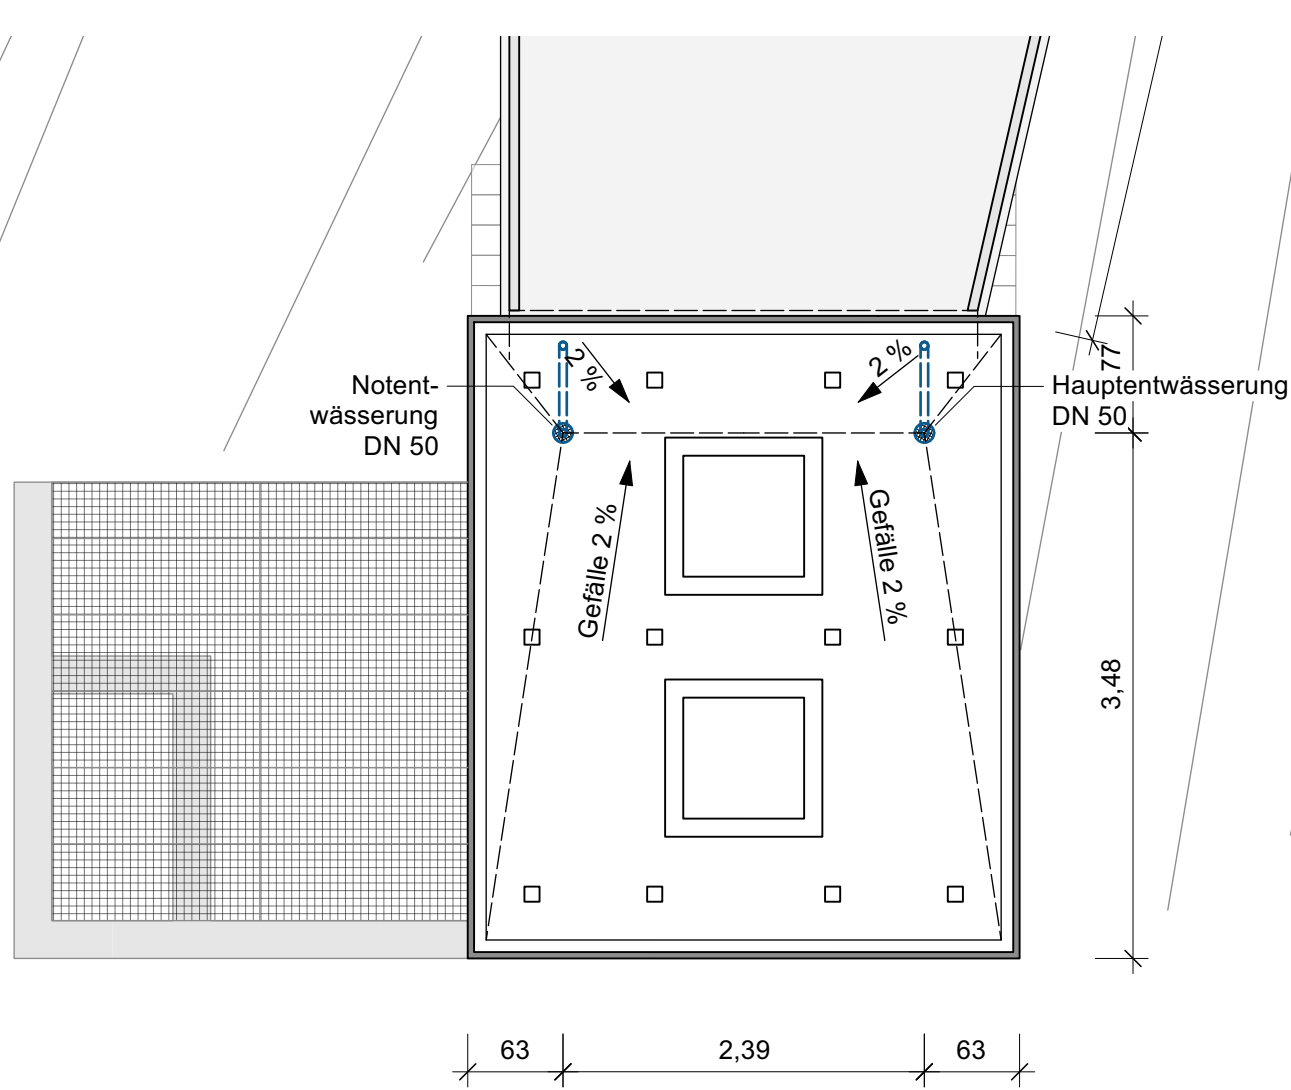 2 %
2 %
77
Notent-
wässerung
DN 50
Hauptentwässerung
DN 50
Gefälle 2 %
Gefälle 2 %
3,48
63
2,39
63